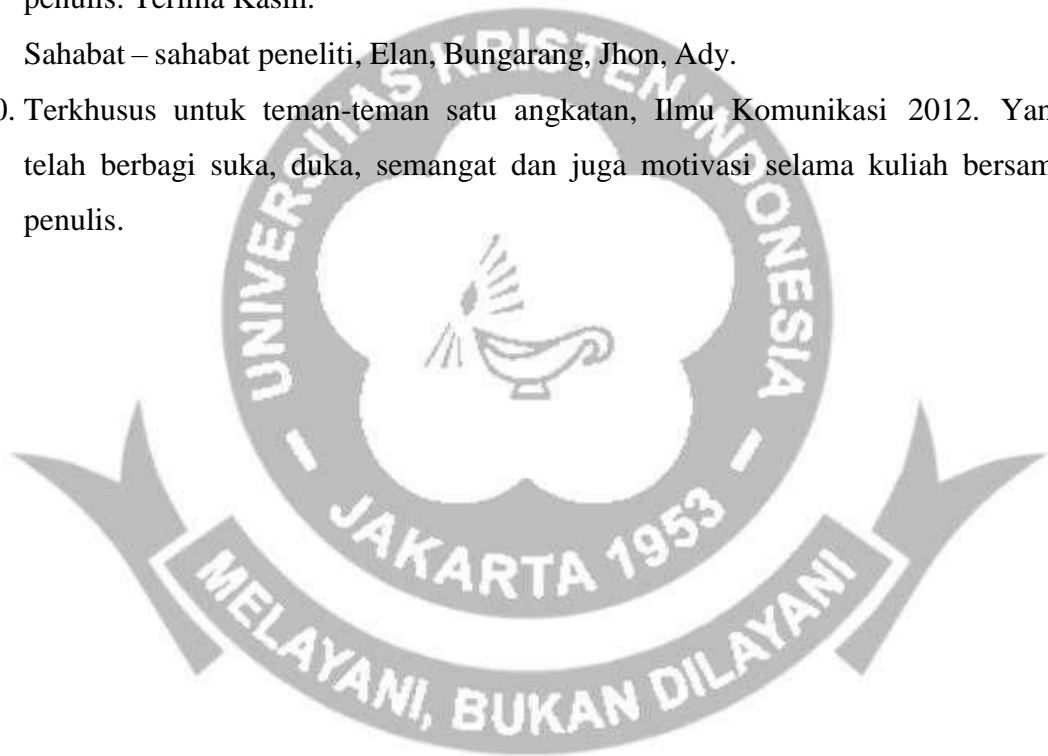 penulis. Terima Kasih.
Sahabat – sahabat peneliti, Elan, Bungarang, Jhon, Ady.
0. Terkhusus untuk teman-teman satu angkatan, Ilmu Komunikasi 2012. Yan
telah berbagi suka, duka, semangat dan juga motivasi selama kuliah bersam
penulis.
UNIVERSITAS KRISTEN INDONESIA
– JAKARTA 1953 –
MELAYANI, BUKAN DILAYANI